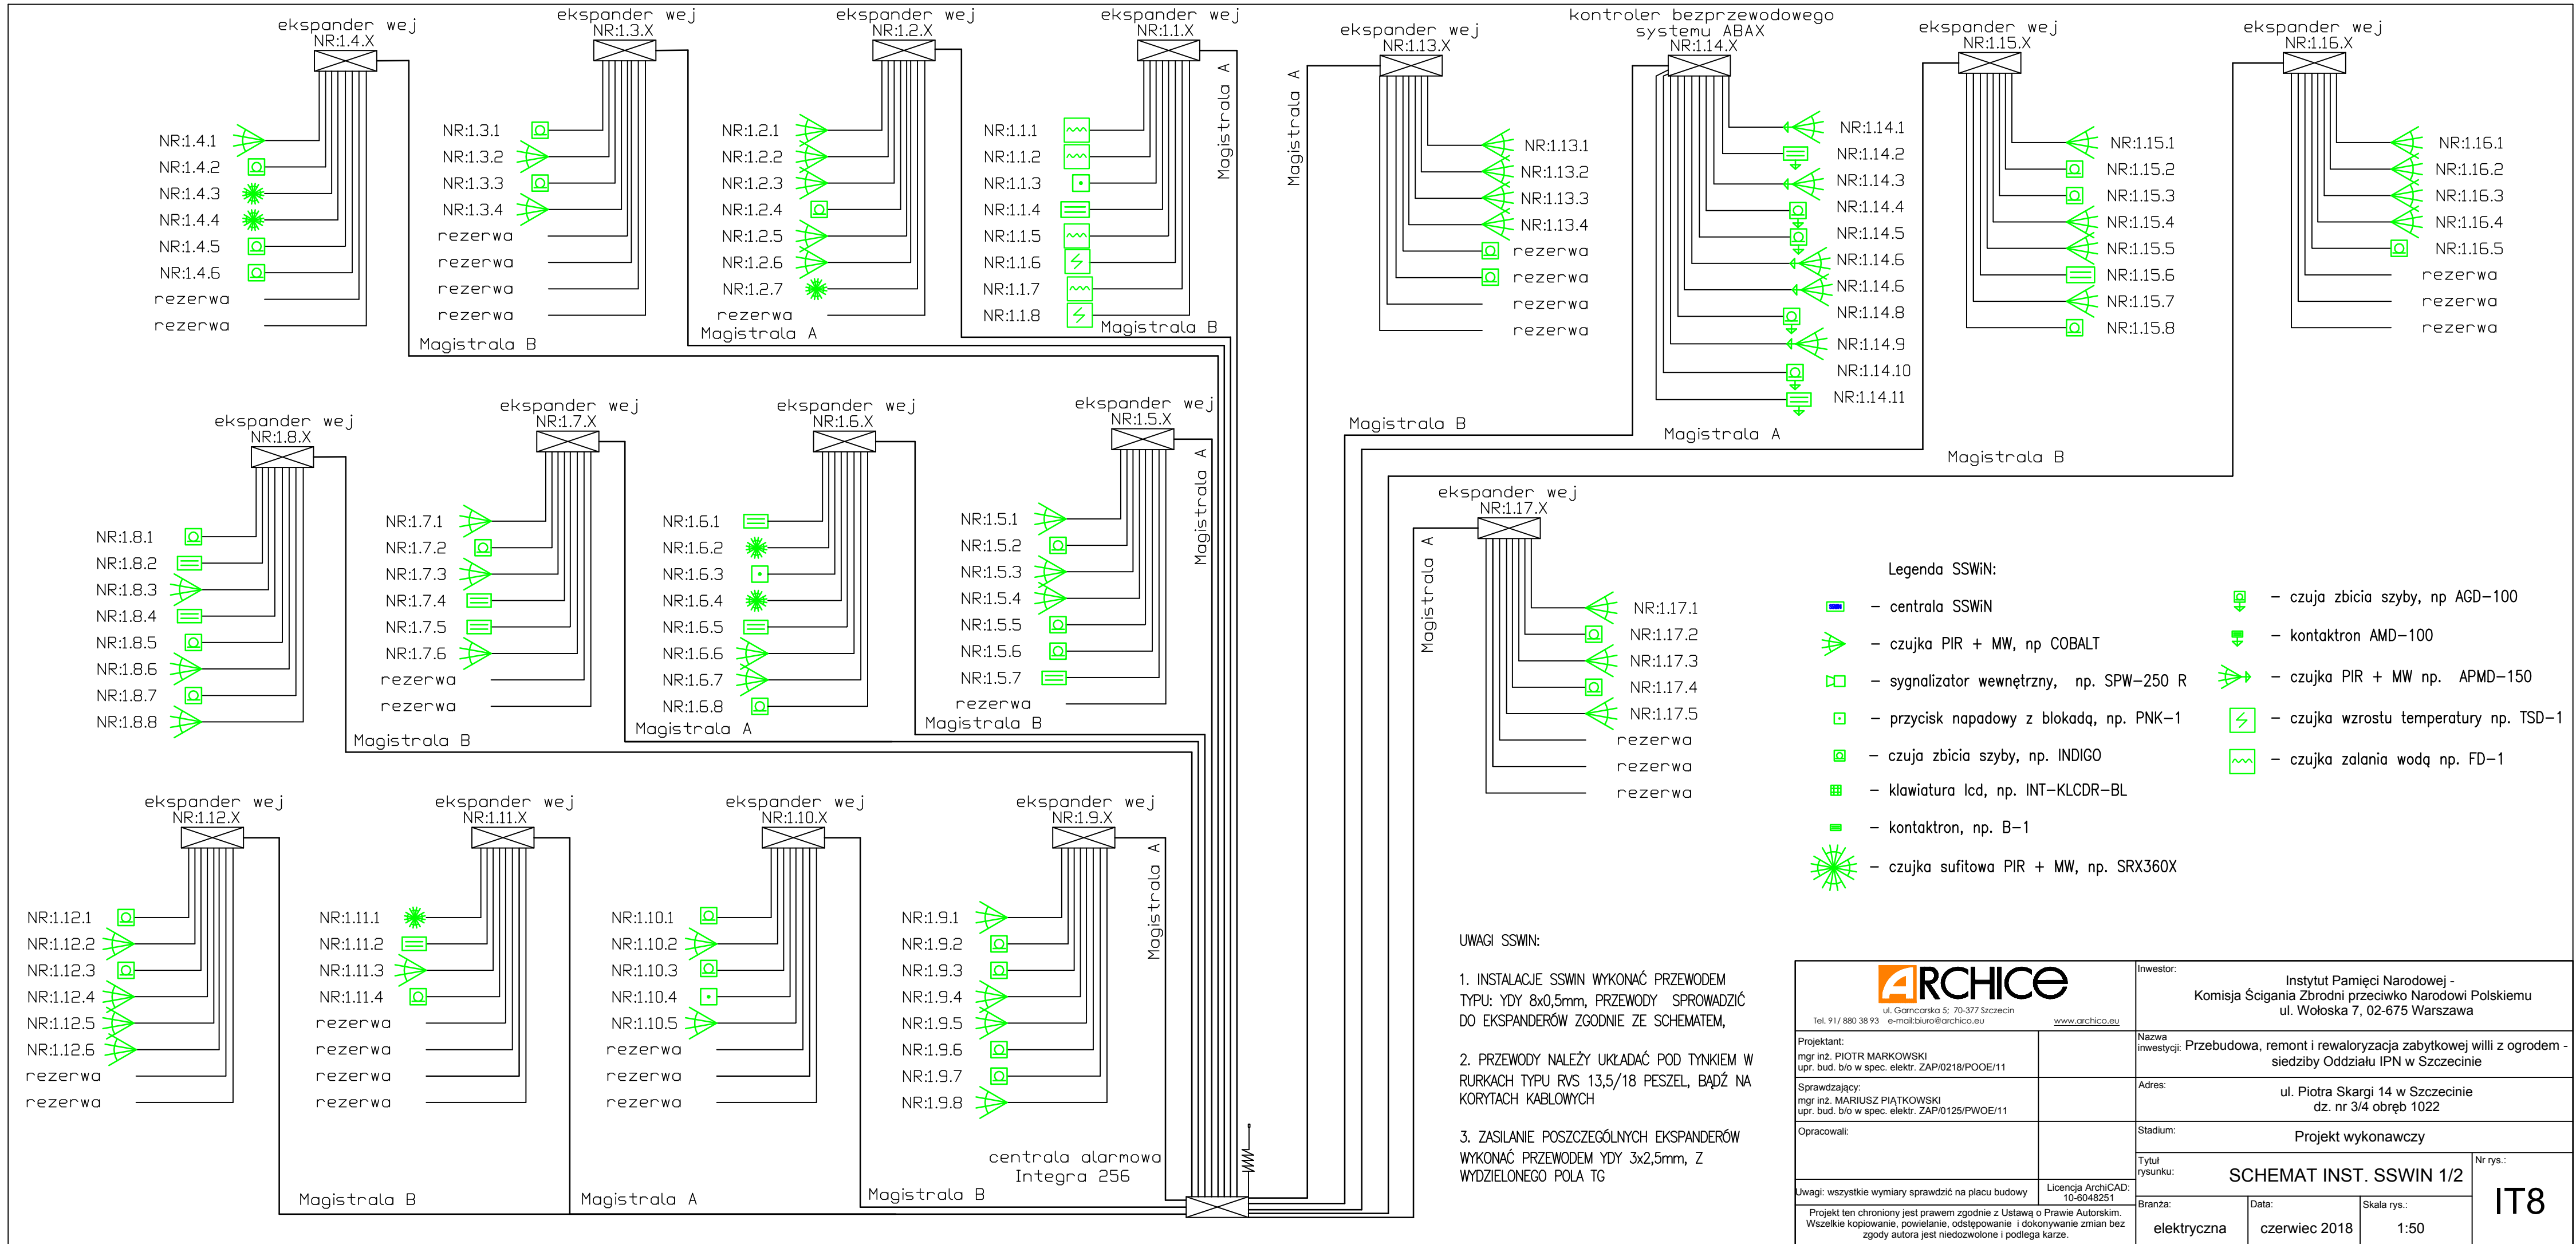 ekspander wej
NR:1.4.X
NR:1.4.1
NR:1.4.2
NR:1.4.3
NR:1.4.4
NR:1.4.5
NR:1.4.6
rezerwa
rezerwa
Magistrala B
ekspander wej
NR:1.3.X
NR:1.3.1
NR:1.3.2
NR:1.3.3
NR:1.3.4
rezerwa
rezerwa
rezerwa
rezerwa
Magistrala A
ekspander wej
NR:1.2.X
NR:1.2.1
NR:1.2.2
NR:1.2.3
NR:1.2.4
NR:1.2.5
NR:1.2.6
NR:1.2.7
rezerwa
Magistrala B
ekspander wej
NR:1.1.X
NR:1.1.1
NR:1.1.2
NR:1.1.3
NR:1.1.4
NR:1.1.5
NR:1.1.6
NR:1.1.7
NR:1.1.8
Magistrala A
ekspander wej
NR:1.13.X
Magistrala A
NR:1.13.1
NR:1.13.2
NR:1.13.3
NR:1.13.4
rezerwa
rezerwa
rezerwa
rezerwa
kontroler bezprzewodowego
systemu ABAX
NR:1.14.X
NR:1.14.1
NR:1.14.2
NR:1.14.3
NR:1.14.4
NR:1.14.5
NR:1.14.6
NR:1.14.6
NR:1.14.8
NR:1.14.9
NR:1.14.10
NR:1.14.11
Magistrala B
ekspander wej
NR:1.15.X
NR:1.15.1
NR:1.15.2
NR:1.15.3
NR:1.15.4
NR:1.15.5
NR:1.15.6
NR:1.15.7
NR:1.15.8
Magistrala A
ekspander wej
NR:1.16.X
NR:1.16.1
NR:1.16.2
NR:1.16.3
NR:1.16.4
NR:1.16.5
rezerwa
rezerwa
rezerwa
Magistrala B
ekspander wej
NR:1.8.X
NR:1.8.1
NR:1.8.2
NR:1.8.3
NR:1.8.4
NR:1.8.5
NR:1.8.6
NR:1.8.7
NR:1.8.8
Magistrala B
ekspander wej
NR:1.7.X
NR:1.7.1
NR:1.7.2
NR:1.7.3
NR:1.7.4
NR:1.7.5
NR:1.7.6
rezerwa
rezerwa
Magistrala A
ekspander wej
NR:1.6.X
NR:1.6.1
NR:1.6.2
NR:1.6.3
NR:1.6.4
NR:1.6.5
NR:1.6.6
NR:1.6.7
NR:1.6.8
Magistrala B
ekspander wej
NR:1.5.X
NR:1.5.1
NR:1.5.2
NR:1.5.3
NR:1.5.4
NR:1.5.5
NR:1.5.6
NR:1.5.7
rezerwa
Magistrala A
ekspander wej
NR:1.17.X
Magistrala A
NR:1.17.1
NR:1.17.2
NR:1.17.3
NR:1.17.4
NR:1.17.5
rezerwa
rezerwa
rezerwa
Legenda SSWiN:
– centrala SSWiN
– czujka PIR + MW, np COBALT
– sygnalizator wewnętrzny, np. SPW–250 R
– przycisk napadowy z blokadą, np. PNK–1
– czuja zbicia szyby, np. INDIGO
– klawiatura lcd, np. INT–KLCDR–BL
– kontaktron, np. B–1
– czujka sufitowa PIR + MW, np. SRX360X
– czuja zbicia szyby, np AGD–100
– kontaktron AMD–100
– czujka PIR + MW np. APMD–150
– czujka wzrostu temperatury np. TSD–1
– czujka zalania wodą np. FD–1
ekspander wej
NR:1.12.X
NR:1.12.1
NR:1.12.2
NR:1.12.3
NR:1.12.4
NR:1.12.5
NR:1.12.6
rezerwa
rezerwa
Magistrala B
ekspander wej
NR:1.11.X
NR:1.11.1
NR:1.11.2
NR:1.11.3
NR:1.11.4
rezerwa
rezerwa
rezerwa
rezerwa
Magistrala A
ekspander wej
NR:1.10.X
NR:1.10.1
NR:1.10.2
NR:1.10.3
NR:1.10.4
NR:1.10.5
rezerwa
rezerwa
rezerwa
Magistrala B
ekspander wej
NR:1.9.X
NR:1.9.1
NR:1.9.2
NR:1.9.3
NR:1.9.4
NR:1.9.5
NR:1.9.6
NR:1.9.7
NR:1.9.8
Magistrala A
centrala alarmowa
Integra 256
UWAGI SSWIN:
1. INSTALACJE SSWIN WYKONAĆ PRZEWODEM
TYPU: YDY 8x0,5mm, PRZEWODY SPROWADZIĆ
DO EKSPANDERÓW ZGODNIE ZE SCHEMATEM,
2. PRZEWODY NALEŻY UKŁADAĆ POD TYNKIEM W
RURKACH TYPU RVS 13,5/18 PESZEL, BĄDŹ NA
KORYTACH KABLOWYCH
3. ZASILANIE POSZCZEGÓLNYCH EKSPANDERÓW
WYKONAĆ PRZEWODEM YDY 3x2,5mm, Z
WYDZIELONEGO POLA TG
ARCHICO
ul. Garncarska 5; 70-377 Szczecin
Tel. 91/ 880 38 93 e-mail:biuro@archico.eu www.archico.eu
Inwestor:
Instytut Pamięci Narodowej -
Komisja Ścigania Zbrodni przeciwko Narodowi Polskiemu
ul. Wołoska 7, 02-675 Warszawa
Projektant:
mgr inż. PIOTR MARKOWSKI
upr. bud. b/o w spec. elektr. ZAP/0218/POOE/11
Nazwa
inwestycji: Przebudowa, remont i rewaloryzacja zabytkowej willi z ogrodem -
siedziby Oddziału IPN w Szczecinie
Sprawdzający:
mgr inż. MARIUSZ PIĄTKOWSKI
upr. bud. b/o w spec. elektr. ZAP/0125/PWOE/11
Adres:
ul. Piotra Skargi 14 w Szczecinie
dz. nr 3/4 obręb 1022
Opracowali:
Stadium:
Projekt wykonawczy
Tytuł
rysunku:
SCHEMAT INST. SSWIN 1/2
Nr rys.:
IT8
Uwagi: wszystkie wymiary sprawdzić na placu budowy
Licencja ArchiCAD:
10-6048251
Projekt ten chroniony jest prawem zgodnie z Ustawą o Prawie Autorskim.
Wszelkie kopiowanie, powielanie, odstępowanie i dokonywanie zmian bez
zgody autora jest niedozwolone i podlega karze.
Branża:
elektryczna
Data:
czerwiec 2018
Skala rys.:
1:50